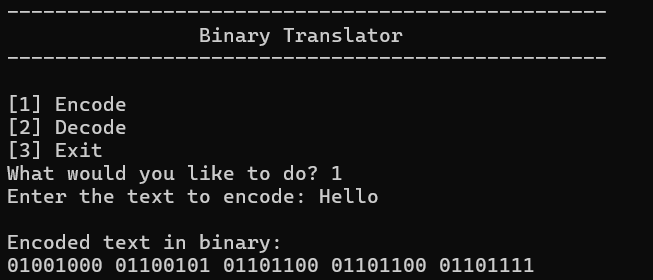 --------------------------------------------------
Binary Translator
--------------------------------------------------
[1] Encode
[2] Decode
[3] Exit
What would you like to do? 1
Enter the text to encode: Hello
Encoded text in binary:
01001000 01100101 01101100 01101100 01101111